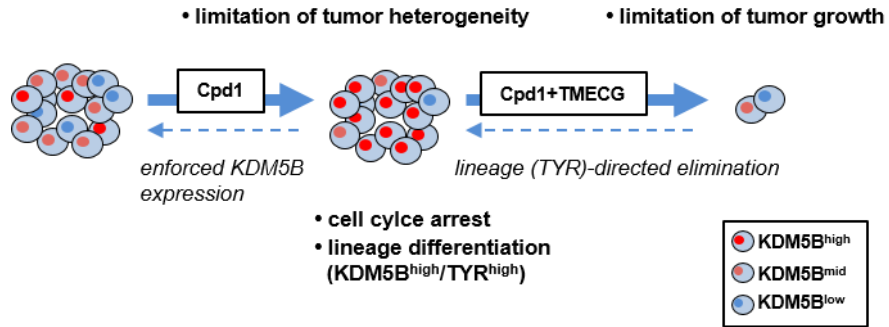 • limitation of tumor heterogeneity
• limitation of tumor growth
Cpd1
Cpd1+TMECG
enforced KDM5B
expression
lineage (TYR)-directed elimination
• cell cylce arrest
• lineage differentiation
(KDM5Bhigh/TYRhigh)
KDM5Bhigh
KDM5Bmid
KDM5Blow